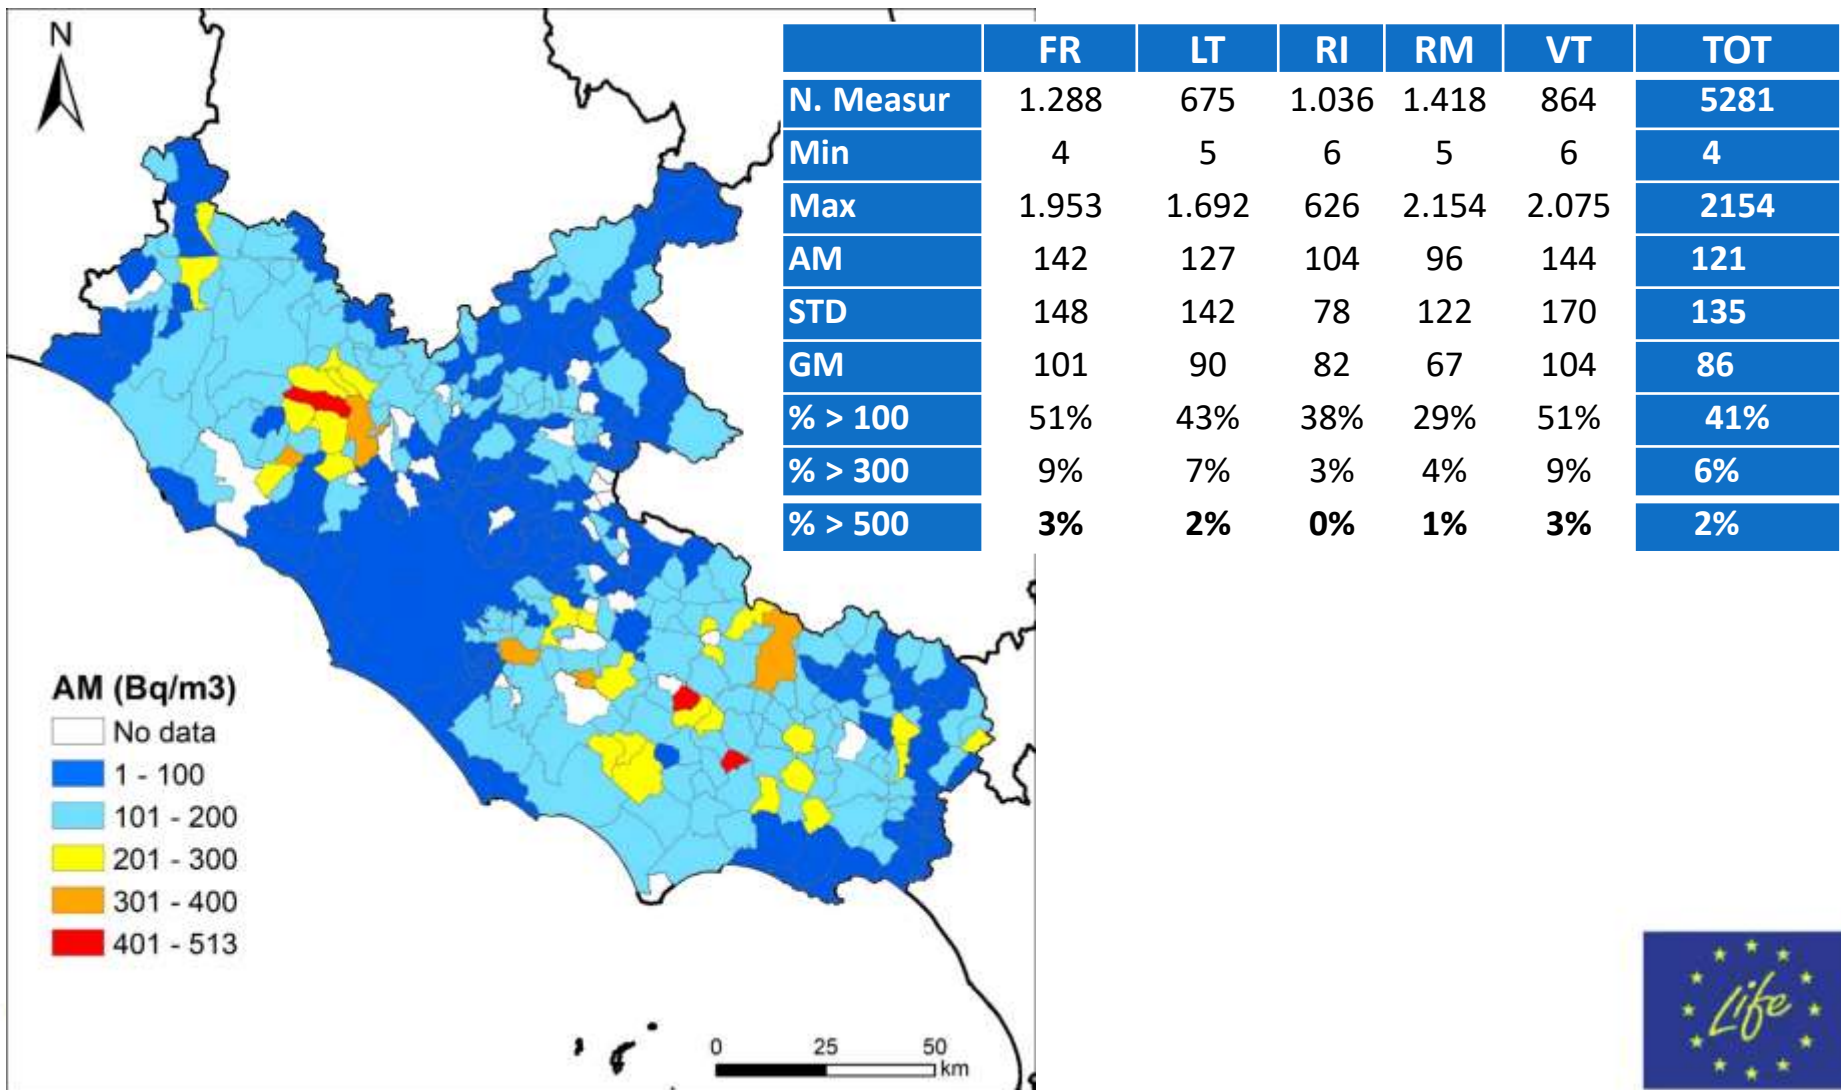 N
FR LT RI RM VT TOT
N. Measur 1.288 675 1.036 1.418 864 5281
Min 4 5 6 5 6 4
Max 1.953 1.692 626 2.154 2.075 2154
AM 142 127 104 96 144 121
STD 148 142 78 122 170 135
GM 101 90 82 67 104 86
% > 100 51% 43% 38% 29% 51% 41%
% > 300 9% 7% 3% 4% 9% 6%
% > 500 3% 2% 0% 1% 3% 2%
AM (Bq/m3)
No data
1 - 100
101 - 200
201 - 300
301 - 400
401 - 513
0 25 50
km
Life